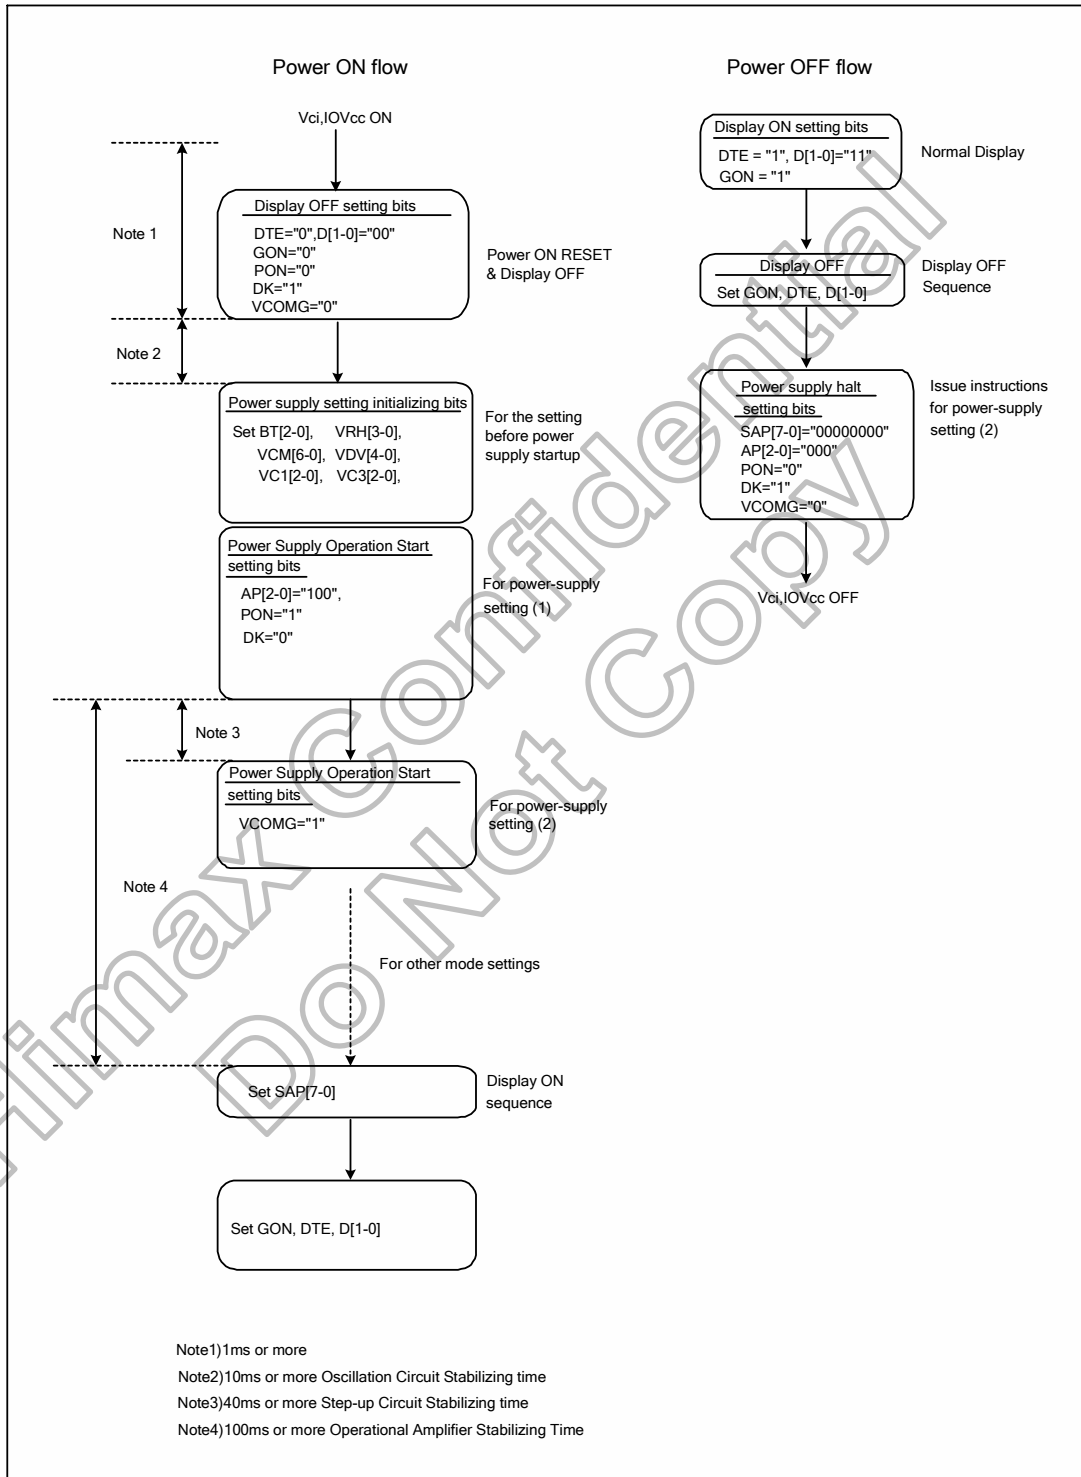 Power ON flow
Vci,IOVcc ON
Note 1
Display OFF setting bits
DTE="0",D[1-0]="00"
GON="0"
PON="0"
DK="1"
VCOMG="0"
Power ON RESET
& Display OFF
Note 2
Power supply setting initializing bits
Set BT[2-0], VRH[3-0],
VCM[6-0], VDV[4-0],
VC1[2-0], VC3[2-0],
For the setting
before power
supply startup
Power Supply Operation Start
setting bits
AP[2-0]="100",
PON="1"
DK="0"
For power-supply
setting (1)
Note 3
Power Supply Operation Start
setting bits
VCOMG="1"
For power-supply
setting (2)
Note 4
For other mode settings
Set SAP[7-0]
Display ON
sequence
Set GON, DTE, D[1-0]
Power OFF flow
Display ON setting bits
DTE = "1", D[1-0]="11"
GON = "1"
Normal Display
Display OFF
Set GON, DTE, D[1-0]
Display OFF
Sequence
Power supply halt
setting bits
SAP[7-0]="00000000"
AP[2-0]="000"
PON="0"
DK="1"
VCOMG="0"
Issue instructions
for power-supply
setting (2)
Vci,IOVcc OFF
Note1)1ms or more
Note2)10ms or more Oscillation Circuit Stabilizing time
Note3)40ms or more Step-up Circuit Stabilizing time
Note4)100ms or more Operational Amplifier Stabilizing Time
Himax Confidential
Do Not Copy